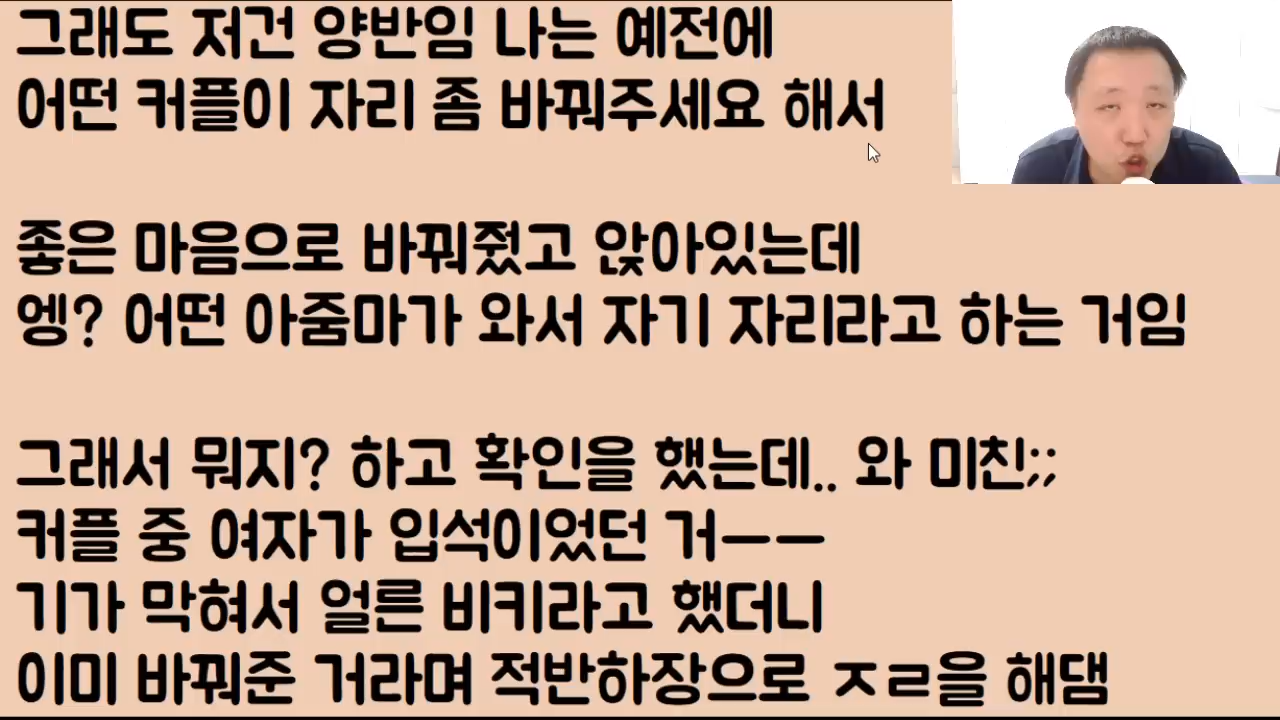 그래도 저건 양반임 나는 예전에
어떤 커플이 자리 좀 바꿔주세요 해서
좋은 마음으로 바꿔줬고 앉아있는데
엥? 어떤 아줌마가 와서 자기 자리라고 하는 거임
그래서 뭐지? 하고 확인을 했는데.. 와 미친;;
커플 중 여자가 입석이었던 거ㅡㅡ
기가 막혀서 얼른 비키라고 했더니
이미 바꿔준 거라며 적반하장으로 ㅈㄹ을 해댐